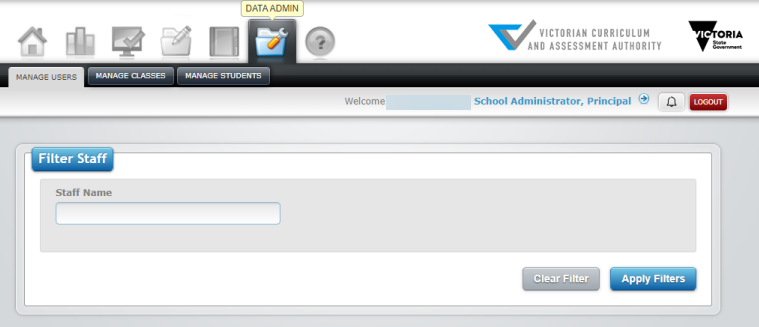 DATA ADMIN
?
VICTORIAN CURRICULUM
AND ASSESSMENT AUTHORITY
VICTORIA
State
Government
MANAGE USERS
MANAGE CLASSES
MANAGE STUDENTS
Welcome
School Administrator, Principal
LOGOUT
Filter Staff
Staff Name
Clear Filter
Apply Filters